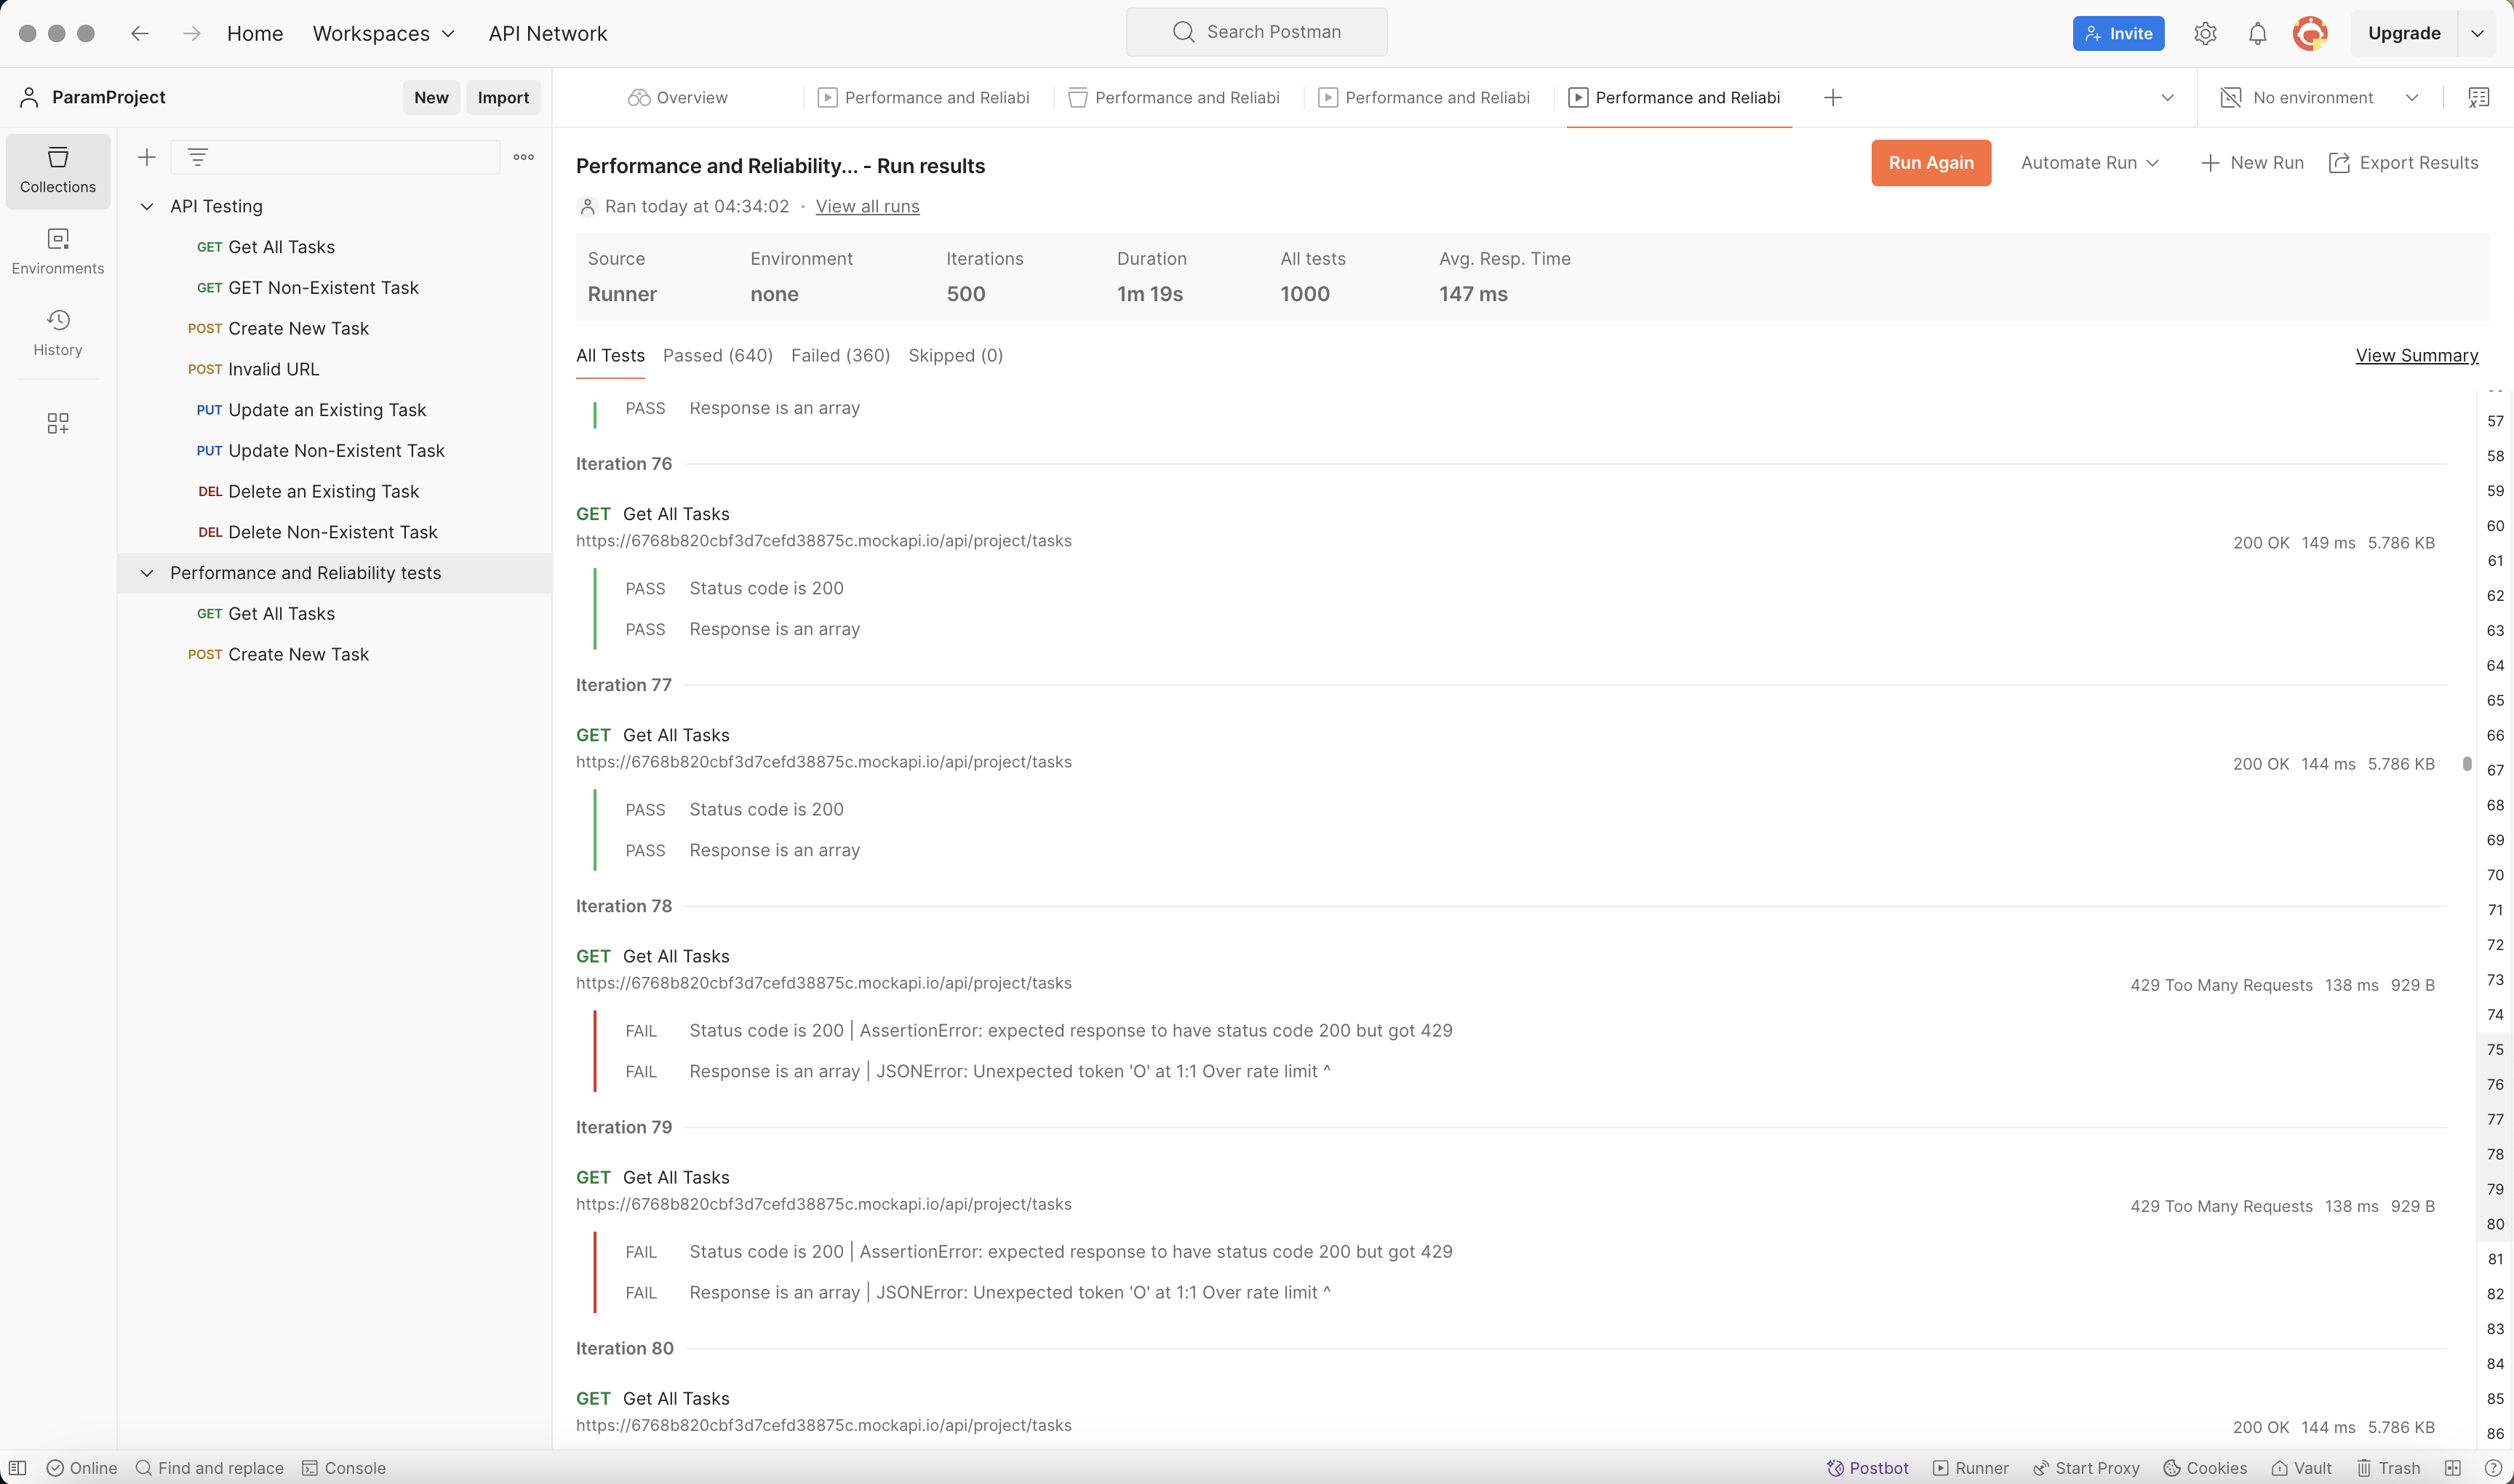 Home Workspaces API Network
Search Postman
Invite Upgrade
ParamProject New Import
Overview Performance and Reliabi Performance and Reliabi Performance and Reliabi Performance and Reliabi
No environment
Collections
Environments
History
API Testing
GET Get All Tasks
GET GET Non-Existent Task
POST Create New Task
POST Invalid URL
PUT Update an Existing Task
PUT Update Non-Existent Task
DEL Delete an Existing Task
DEL Delete Non-Existent Task
Performance and Reliability tests
GET Get All Tasks
POST Create New Task
Performance and Reliability... - Run results
Run Again Automate Run New Run Export Results
Ran today at 04:34:02 · View all runs
Source Environment Iterations Duration All tests Avg. Resp. Time
Runner none 500 1m 19s 1000 147 ms
All Tests Passed (640) Failed (360) Skipped (0) View Summary
PASS Response is an array
Iteration 76
GET Get All Tasks
https://6768b820cbf3d7cefd38875c.mockapi.io/api/project/tasks
200 OK 149 ms 5.786 KB
PASS Status code is 200
PASS Response is an array
Iteration 77
GET Get All Tasks
https://6768b820cbf3d7cefd38875c.mockapi.io/api/project/tasks
200 OK 144 ms 5.786 KB
PASS Status code is 200
PASS Response is an array
Iteration 78
GET Get All Tasks
https://6768b820cbf3d7cefd38875c.mockapi.io/api/project/tasks
429 Too Many Requests 138 ms 929 B
FAIL Status code is 200 | AssertionError: expected response to have status code 200 but got 429
FAIL Response is an array | JSONError: Unexpected token 'O' at 1:1 Over rate limit ^
Iteration 79
GET Get All Tasks
https://6768b820cbf3d7cefd38875c.mockapi.io/api/project/tasks
429 Too Many Requests 138 ms 929 B
FAIL Status code is 200 | AssertionError: expected response to have status code 200 but got 429
FAIL Response is an array | JSONError: Unexpected token 'O' at 1:1 Over rate limit ^
Iteration 80
GET Get All Tasks
https://6768b820cbf3d7cefd38875c.mockapi.io/api/project/tasks
200 OK 144 ms 5.786 KB
57
58
59
60
61
62
63
64
65
66
67
68
69
70
71
72
73
74
75
76
77
78
79
80
81
82
83
84
85
86
Online Find and replace Console
Postbot Runner Start Proxy Cookies Vault Trash